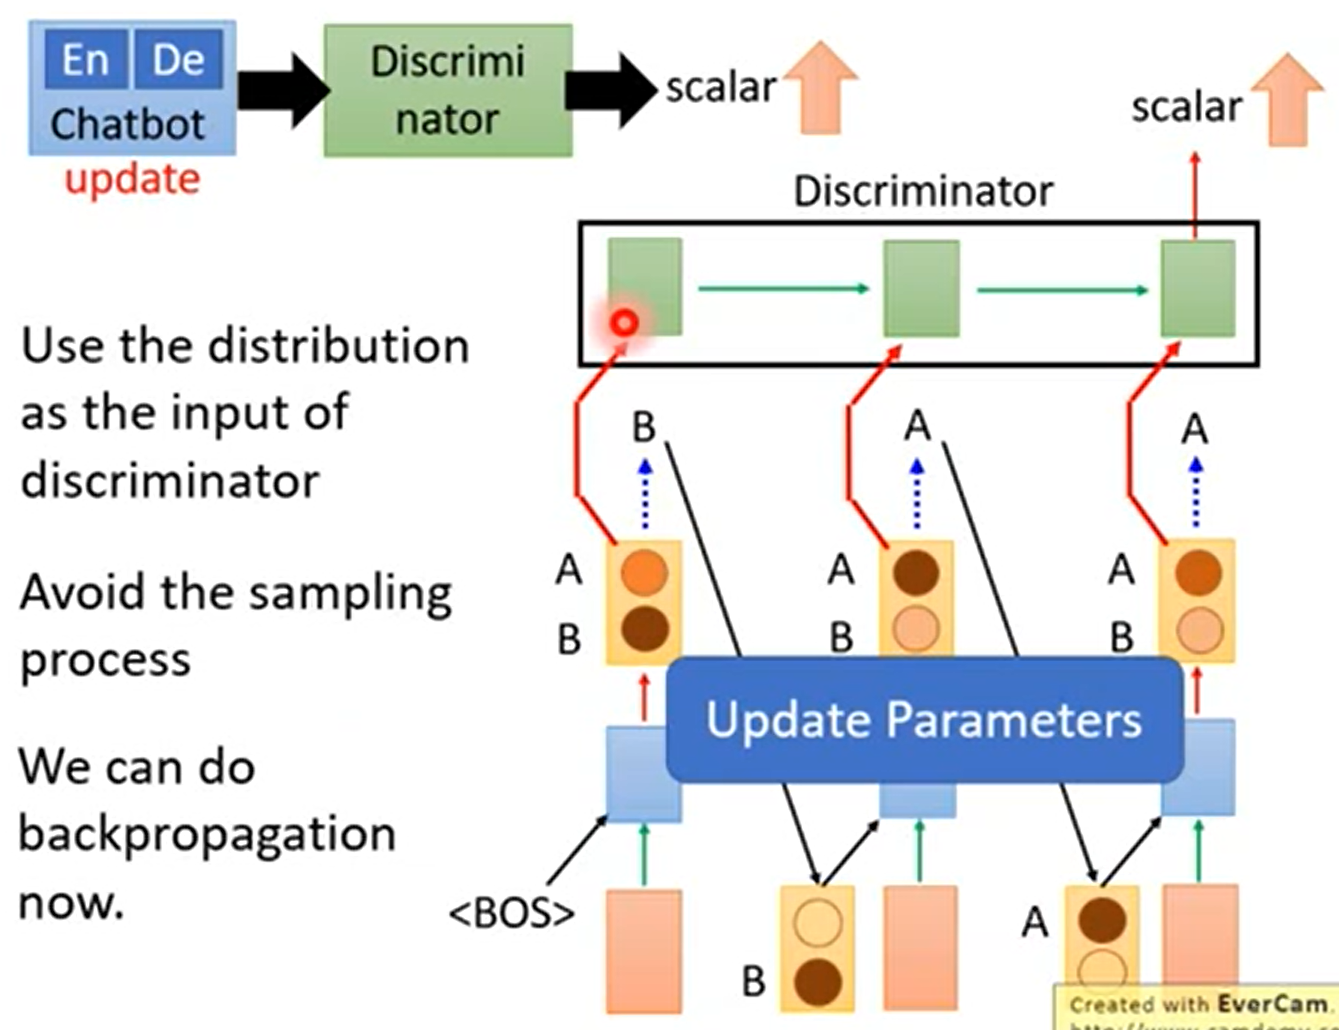 En De
Chatbot
update
Discrimi
nator
scalar
scalar
Discriminator
Use the distribution
as the input of
discriminator
B A A
A A A
B B B
Avoid the sampling
process
Update Parameters
We can do
backpropagation
now.
<BOS>
A
B
Created with EverCam.